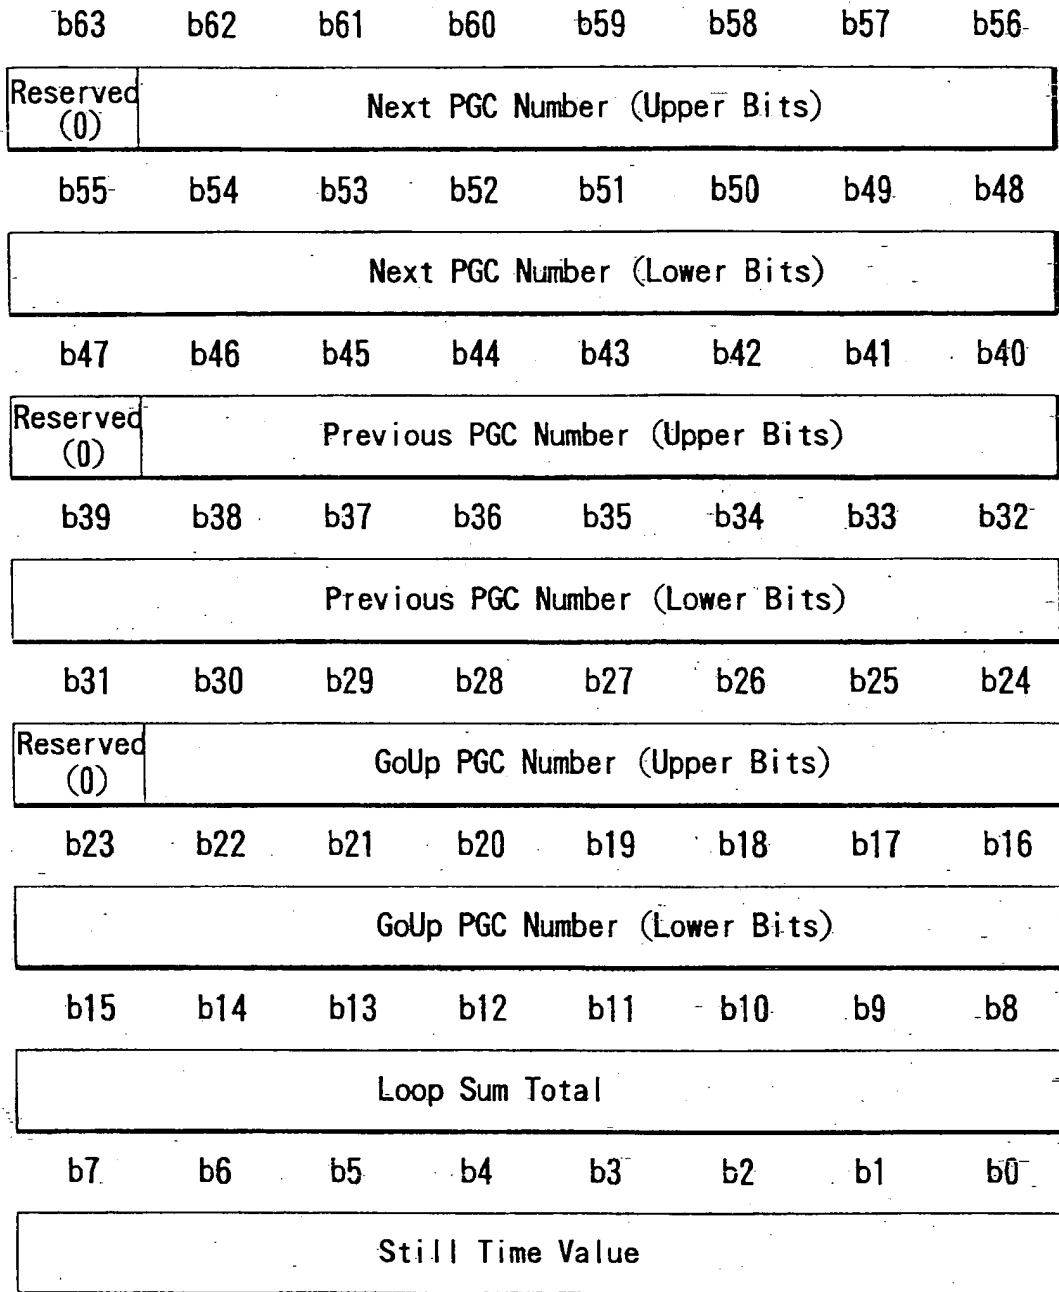 b63 b62 b61 b60 b59 b58 b57 b56
Reserved
(0)
Next PGC Number (Upper Bits)
b55 b54 b53 b52 b51 b50 b49 b48
Next PGC Number (Lower Bits)
b47 b46 b45 b44 b43 b42 b41 b40
Reserved
(0)
Previous PGC Number (Upper Bits)
b39 b38 b37 b36 b35 b34 b33 b32
Previous PGC Number (Lower Bits)
b31 b30 b29 b28 b27 b26 b25 b24
Reserved
(0)
GoUp PGC Number (Upper Bits)
b23 b22 b21 b20 b19 b18 b17 b16
GoUp PGC Number (Lower Bits)
b15 b14 b13 b12 b11 b10 b9 b8
Loop Sum Total
b7 b6 b5 b4 b3 b2 b1 b0
Still Time Value